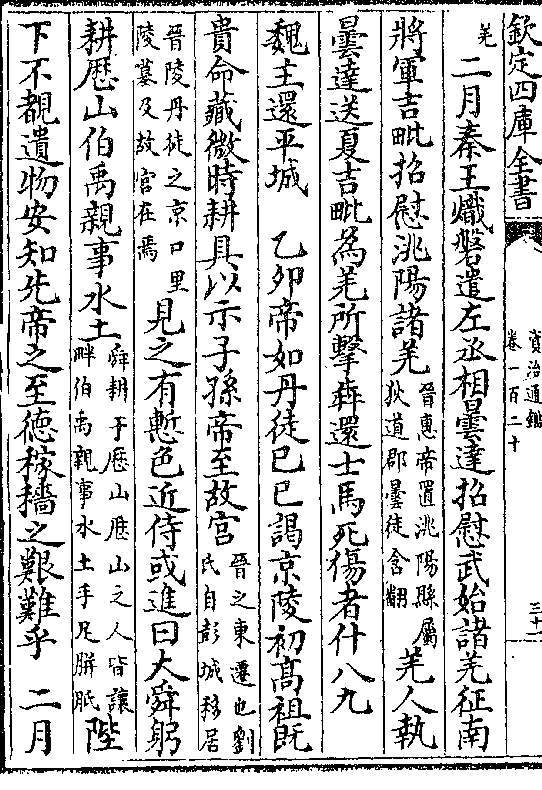 欽定四庫全書
資治通鑑
卷一百二十
三十二
羌 二月秦王熾磐遣左丞相曇達招慰武始諸羌征南
將軍吉毗招慰洮陽諸羌
晉惠帝置洮陽縣屬
狄道郡曇徒含翻
羌人執
曇達送夏吉毗為羌所擊奔還士馬死傷者什八九
魏主還平城 乙卯帝如丹徒己巳謁京陵初髙祖既
貴命藏微時耕具以示子孫帝至故宫
晉之東遷也劉
氏自彭城移居
晉陵丹徒之京口里
陵墓及故宫在焉
見之有慙色近侍或進曰大舜躬
耕歴山伯禹親事水土
舜耕于歴山歴山之人皆讓
畔伯禹親事水土手足胼胝
陛
下不覩遺物安知先帝之至德稼穡之艱難乎 二月